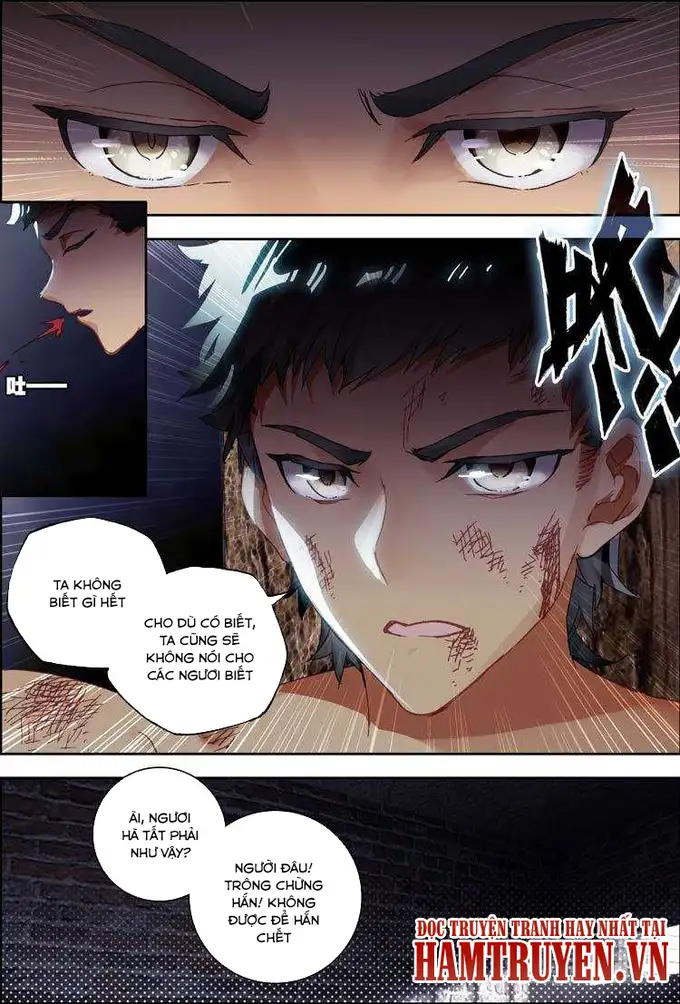 吐——
TA KHÔNG
BIẾT GÌ HẾT
CHO DÙ CÓ BIẾT,
TA CŨNG SẼ
KHÔNG NÓI CHO
CÁC NGƯƠI BIẾT
ÀI, NGƯƠI
HÀ TẤT PHẢI
NHƯ VẬY?
NGƯỜI ĐÂU!
TRÔNG CHỪNG
HẮN! KHÔNG
ĐƯỢC ĐỂ HẮN
CHẾT
ĐỌC TRUYỆN TRANH HAY NHẤT TẠI
HAMTRUYEN.VN